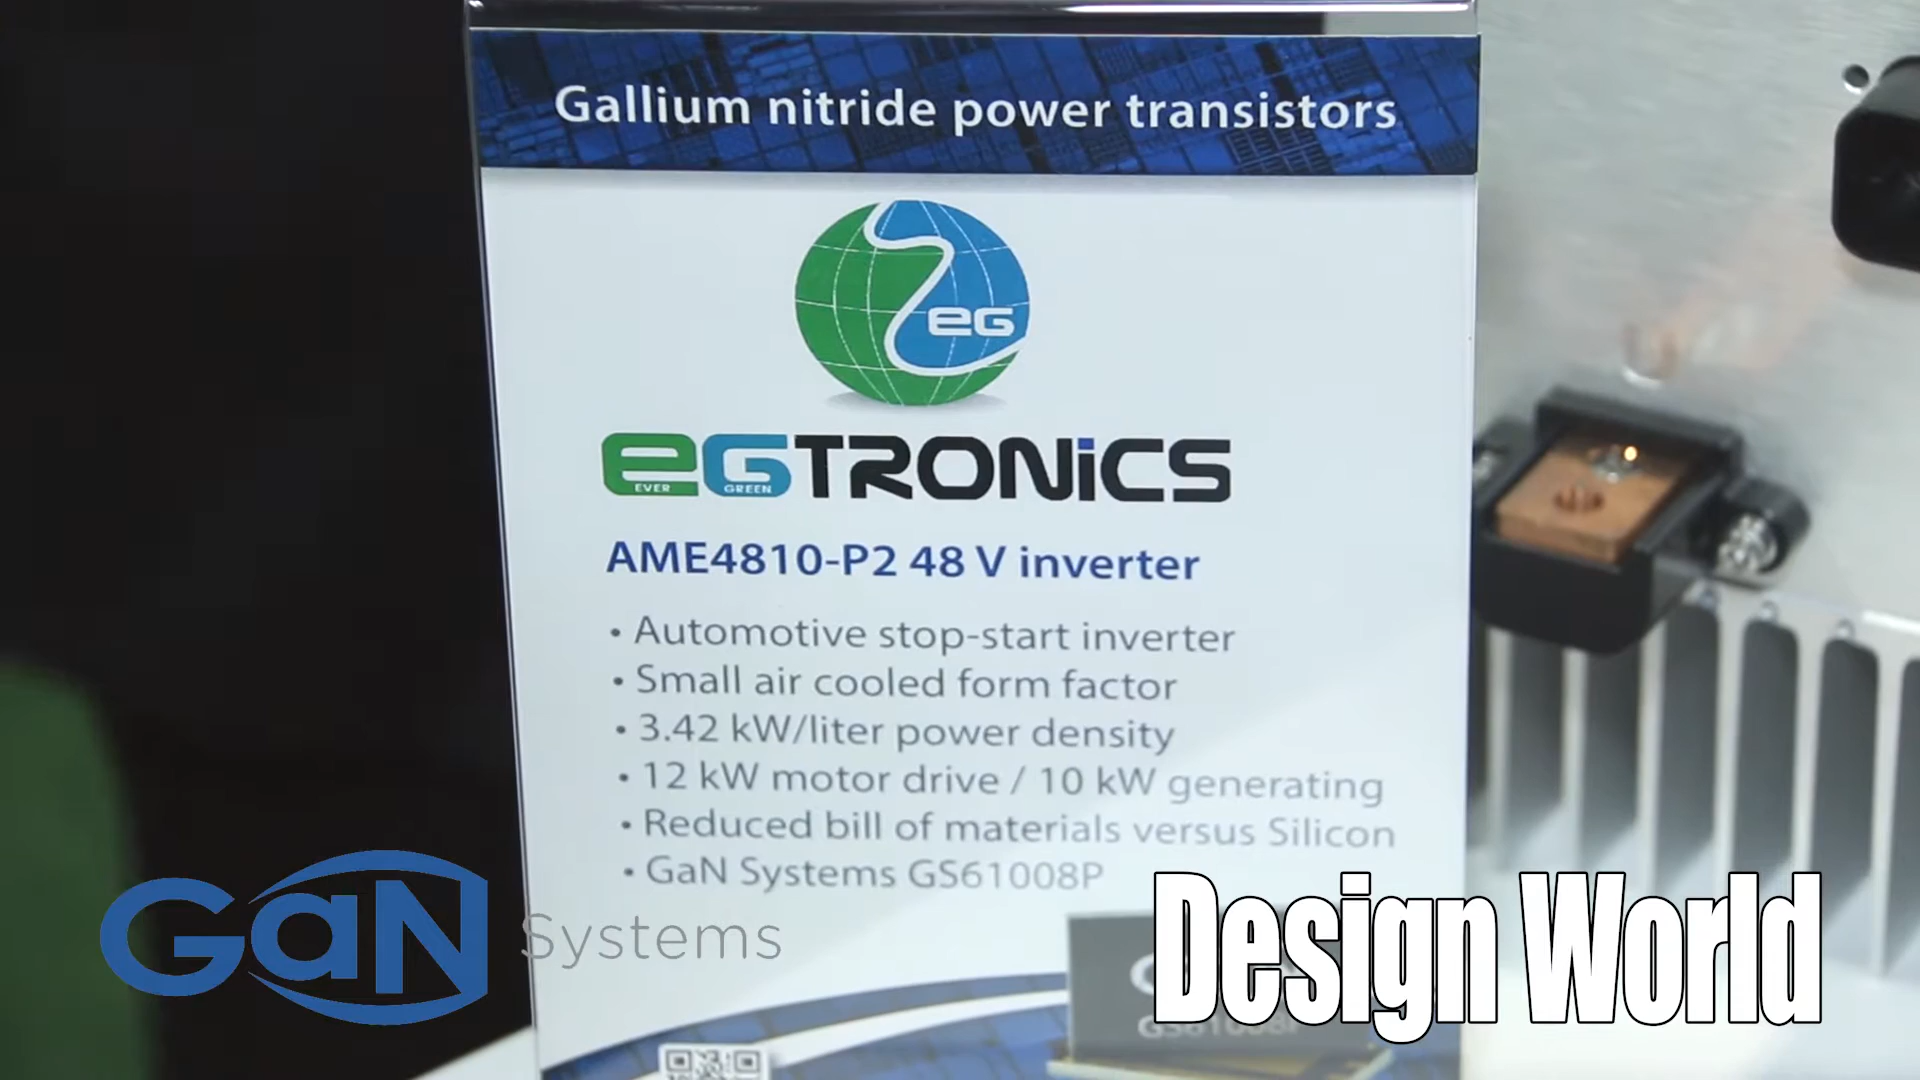 Gallium nitride power transistors
eG
eGTRONiCS
EVER GREEN
AME4810-P2 48 V inverter
• Automotive stop-start inverter
• Small air cooled form factor
• 3.42 kW/liter power density
• 12 kW motor drive / 10 kW generating
• Reduced bill of materials versus Silicon
• GaN Systems GS61008P
GaN Systems
Design World